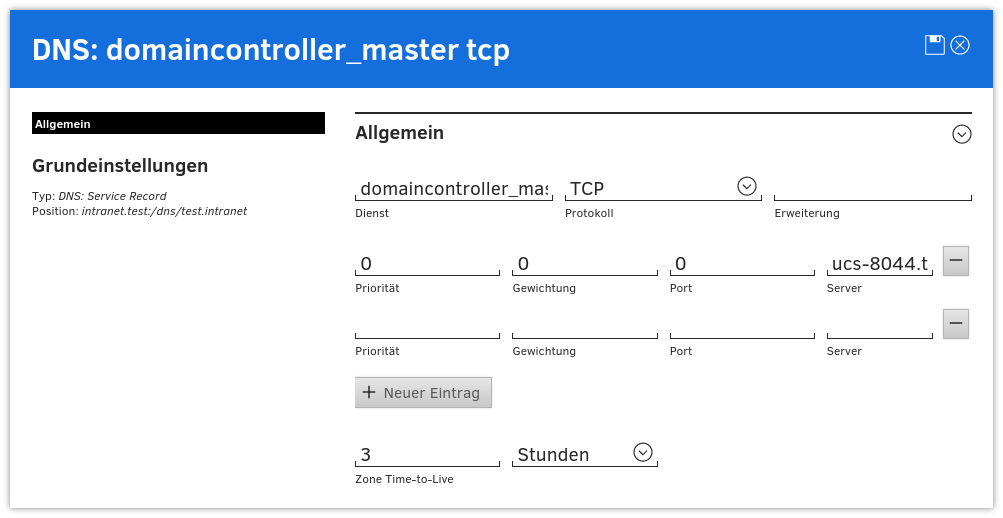 DNS: domaincontroller_master tcp
Allgemein
Grundeinstellungen
Typ: DNS: Service Record
Position: intranet.test:/dns/test.intranet
Allgemein
domaincontroller_mas TCP
Dienst Protokoll Erweiterung
0 0 0 ucs-8044.t
Priorität Gewichtung Port Server
Priorität Gewichtung Port Server
+ Neuer Eintrag
3 Stunden
Zone Time-to-Live